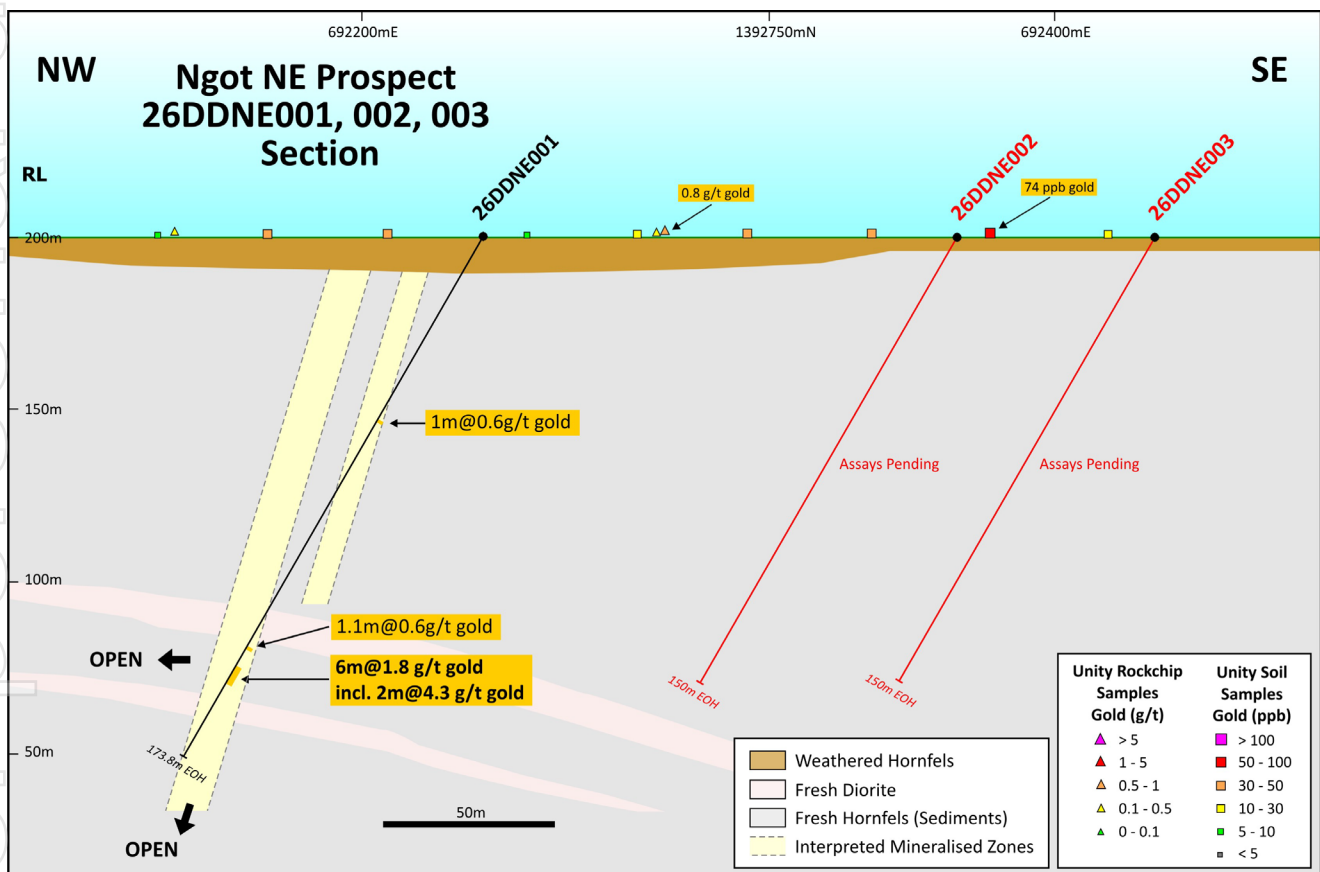 692200mE
1392750mN
692400mE
NW
SE
Ngot NE Prospect
26DDNE001, 002, 003
Section
RL
26DDNE001
26DDNE002
26DDNE003
0.8 g/t gold
74 ppb gold
200m
150m
100m
50m
1m@0.6g/t gold
Assays Pending
Assays Pending
1.1m@0.6g/t gold
6m@1.8 g/t gold
incl. 2m@4.3 g/t gold
OPEN
OPEN
173.8m EOH
150m EOH
150m EOH
50m
Weathered Hornfels
Fresh Diorite
Fresh Hornfels (Sediments)
Interpreted Mineralised Zones
Unity Rockchip
Samples
Gold (g/t)
> 5
1 - 5
0.5 - 1
0.1 - 0.5
0 - 0.1
Unity Soil
Samples
Gold (ppb)
> 100
50 - 100
30 - 50
10 - 30
5 - 10
< 5